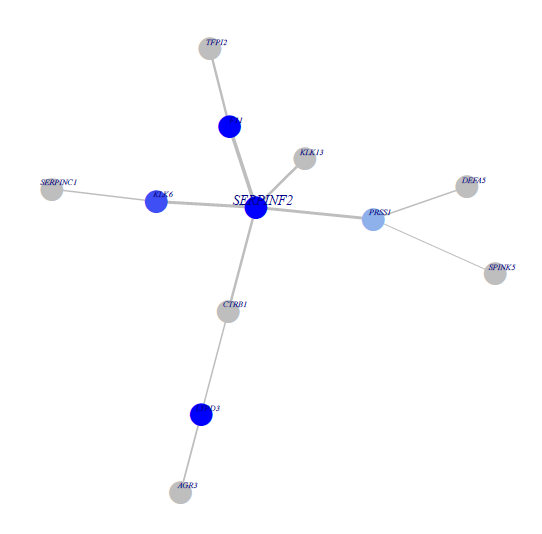 TFPI2
KLK13
SERPINC1
KLK6
SERPINF2
PRSS1
DEFA5
SPINK5
CTRB1
AGR3